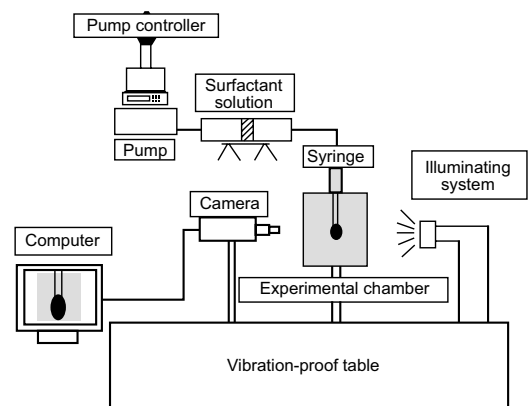 Pump controller
Surfactant
solution
Pump
Syringe
Illuminating
system
Camera
Computer
Experimental chamber
Vibration-proof table